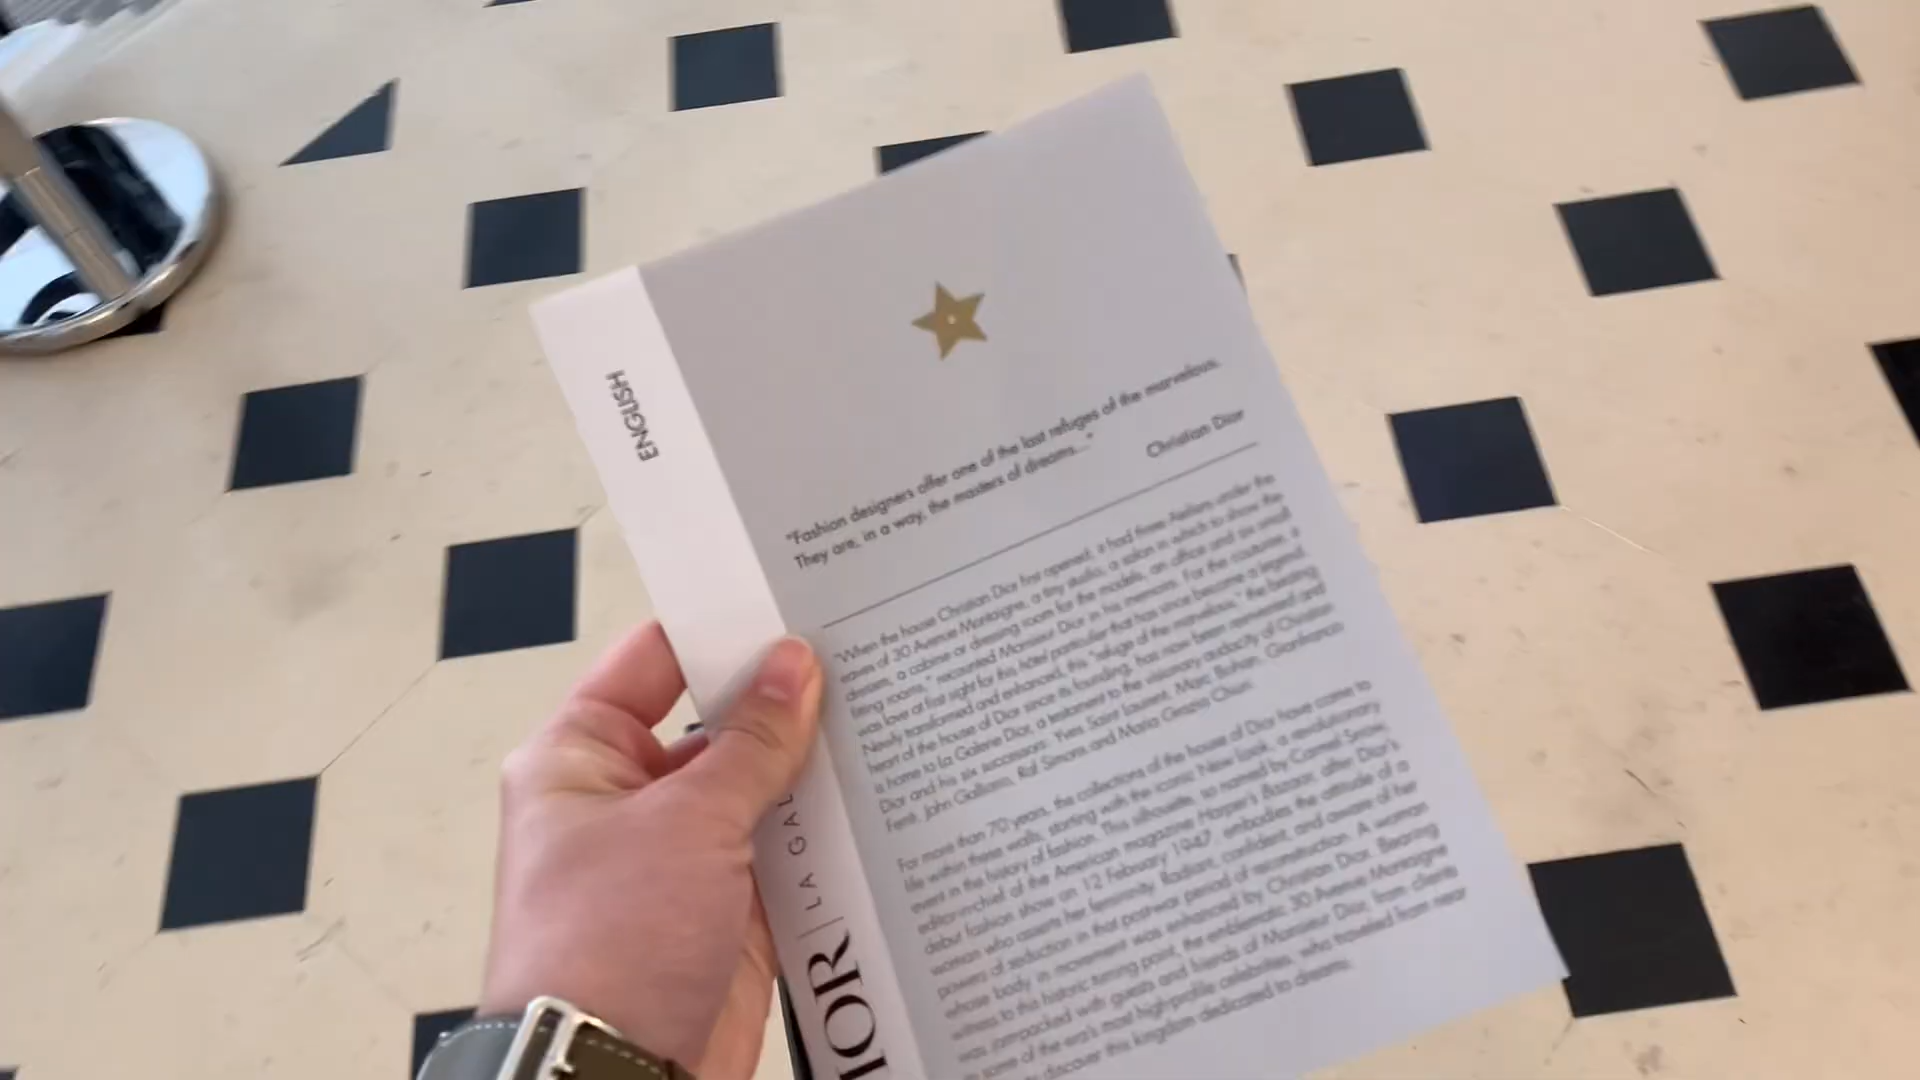 ENGLISH
"Fashion designers offer one of the last refuges of the marvelous.
They are, in a way, the masters of dreams..."
Christian Dior
"When the house Christian Dior first opened, it had three Ateliers under the
eaves of 30 Avenue Montaigne, a tiny studio, a salon in which to show the
dresses, a cabine or dressing room for the models, an office and six small
fitting rooms," recounted Monsieur Dior in his memoirs. For the couturier, it
was love at first sight for this hôtel particulier that has since become a legend.
Newly transformed and enhanced, this "refuge of the marvelous," the beating
heart of the house of Dior since its founding, has now been reinvented and
is home to La Galerie Dior, a testament to the visionary audacity of Christian
Dior and his six successors: Yves Saint Laurent, Marc Bohan, Gianfranco
Ferré, John Galliano, Raf Simons and Maria Grazia Chiuri.
For more than 70 years, the collections of the house of Dior have come to
life within these walls, starting with the iconic New Look, a revolutionary
event in the history of fashion. This silhouette, so named by Carmel Snow,
editor-in-chief of the American magazine Harper's Bazaar, after Dior's
debut fashion show on 12 February 1947, embodies the attitude of a
woman who asserts her femininity. Radiant, confident, and aware of her
powers of seduction in that post-war period of reconstruction. A woman
whose body in movement was enhanced by Christian Dior. Bearing
witness to this historic turning point, the emblematic 30 Avenue Montaigne
was jam-packed with guests and friends of Monsieur Dior, from clients
to some of the era's most high-profile celebrities, who traveled from near
discover this kingdom dedicated to dreams.
IOR | LA GAL